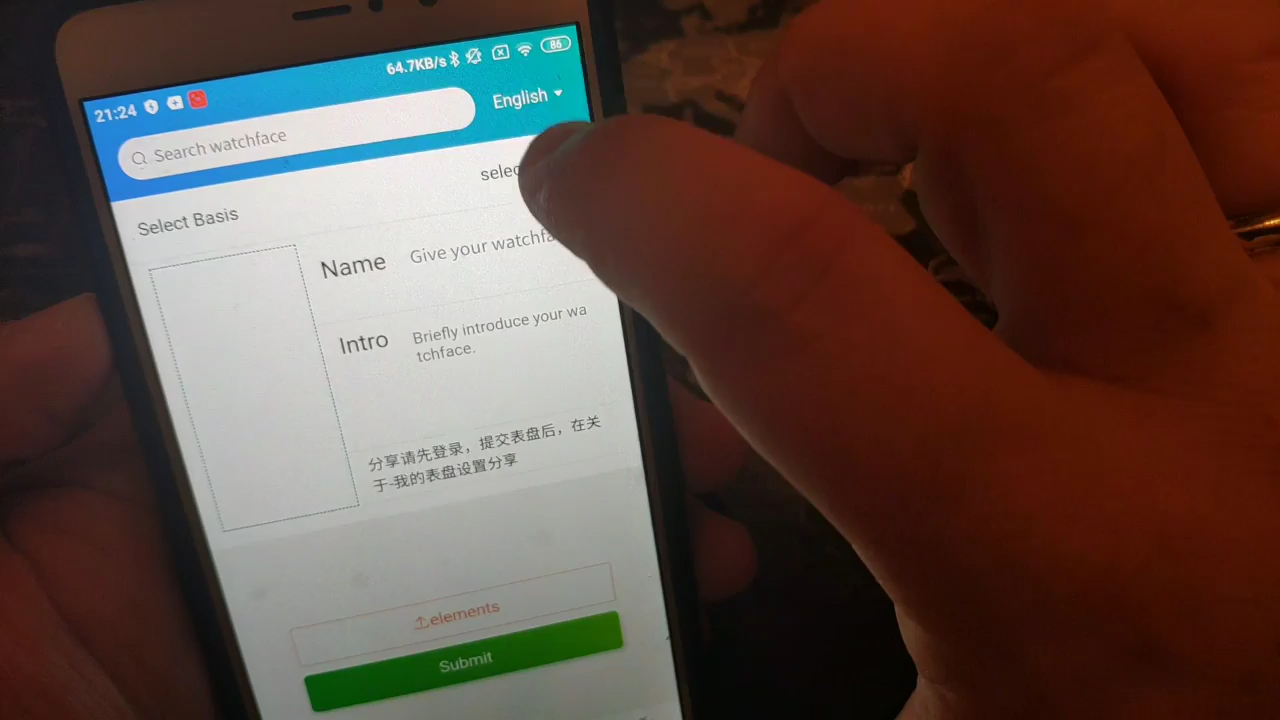 64.7KB/s 86
21:24
English
Search watchface
Select Basis
Name
Give your
Intro
Briefly introduce your wa
tchface.
分享请先登录，提交表盘后，在关
于-我的表盘设置分享
elements
Submit